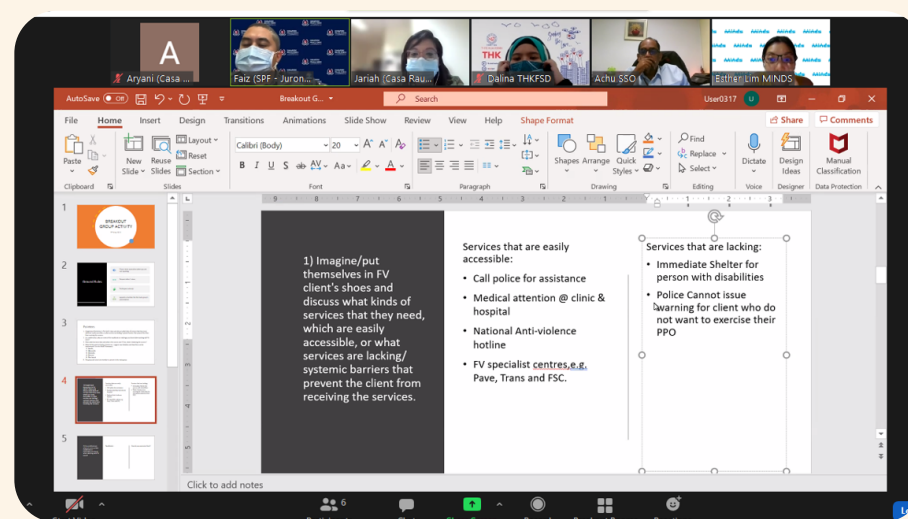 A
THK
Aryani (Casa ...
Faiz (SPF - Juron...
Jariah (Casa Rau...
Dalina THKFSD
Achu SSO
Esther Lim MINDS
AutoSave Off
Breakout G...
Search
User0317
U
File Home Insert Design Transitions Animations Slide Show Review View Help Shape Format
Share Comments
Paste
New Slide
Reuse Slides
Layout
Reset
Section
Calibri (Body) 20
Shapes Arrange Quick Styles
Find
Replace
Select
Dictate
Design Ideas
Manual Classification
Clipboard Slides Font Paragraph Drawing Editing Voice Designer Data Protection
1
BREAKOUT
GROUP ACTIVITY
2
3
4
5
1) Imagine/put
themselves in FV
client's shoes and
discuss what kinds of
services that they need,
which are easily
accessible, or what
services are lacking/
systemic barriers that
prevent the client from
receiving the services.
Services that are easily
accessible:
• Call police for assistance
• Medical attention @ clinic &
hospital
• National Anti-violence
hotline
• FV specialist centres,e.g.
Pave, Trans and FSC.
Services that are lacking:
• Immediate Shelter for
person with disabilities
• Police Cannot issue
warning for client who do
not want to exercise their
PPO
Click to add notes
6